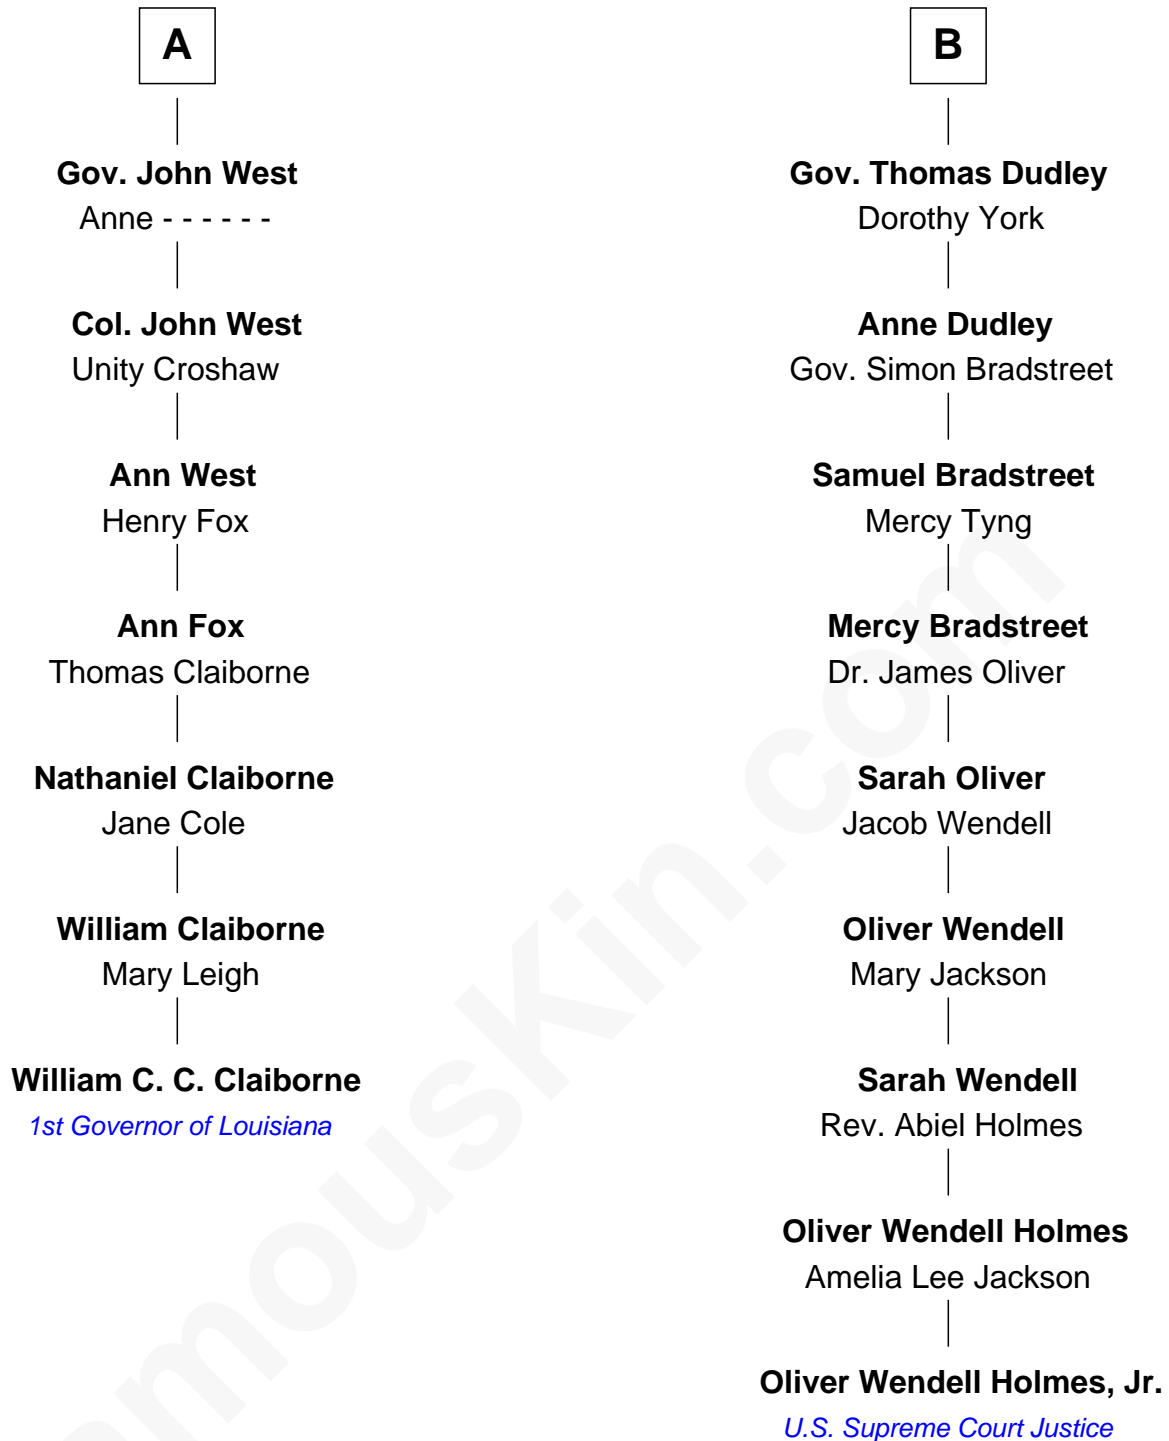 A
Gov. John West
Anne - - - - - -
Col. John West
Unity Croshaw
Ann West
Henry Fox
Ann Fox
Thomas Claiborne
Nathaniel Claiborne
Jane Cole
William Claiborne
Mary Leigh
William C. C. Claiborne
1st Governor of Louisiana
B
Gov. Thomas Dudley
Dorothy York
Anne Dudley
Gov. Simon Bradstreet
Samuel Bradstreet
Mercy Tyng
Mercy Bradstreet
Dr. James Oliver
Sarah Oliver
Jacob Wendell
Oliver Wendell
Mary Jackson
Sarah Wendell
Rev. Abiel Holmes
Oliver Wendell Holmes
Amelia Lee Jackson
Oliver Wendell Holmes, Jr.
U.S. Supreme Court Justice
amousKin.com